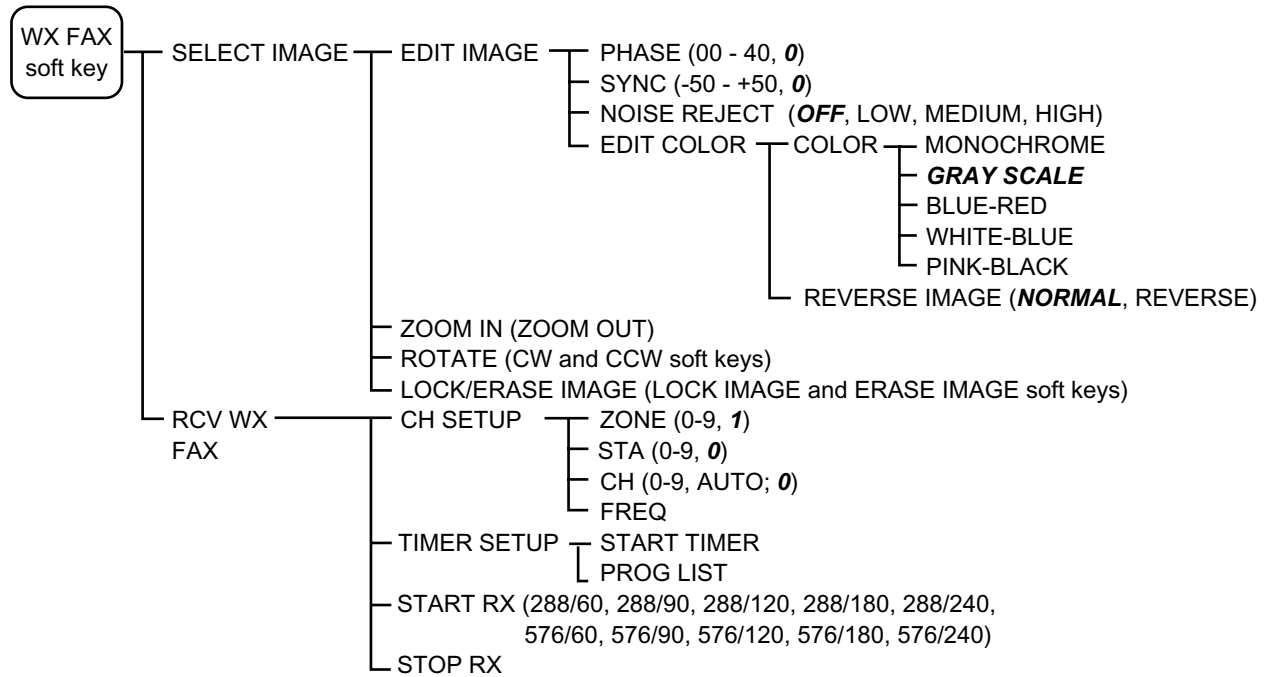 WX FAX
soft key
SELECT IMAGE
EDIT IMAGE
PHASE (00 - 40, 0)
SYNC (-50 - +50, 0)
NOISE REJECT (OFF, LOW, MEDIUM, HIGH)
EDIT COLOR
COLOR
MONOCHROME
GRAY SCALE
BLUE-RED
WHITE-BLUE
PINK-BLACK
REVERSE IMAGE (NORMAL, REVERSE)
ZOOM IN (ZOOM OUT)
ROTATE (CW and CCW soft keys)
LOCK/ERASE IMAGE (LOCK IMAGE and ERASE IMAGE soft keys)
RCV WX
FAX
CH SETUP
ZONE (0-9, 1)
STA (0-9, 0)
CH (0-9, AUTO; 0)
FREQ
TIMER SETUP
START TIMER
PROG LIST
START RX (288/60, 288/90, 288/120, 288/180, 288/240,
576/60, 576/90, 576/120, 576/180, 576/240)
STOP RX